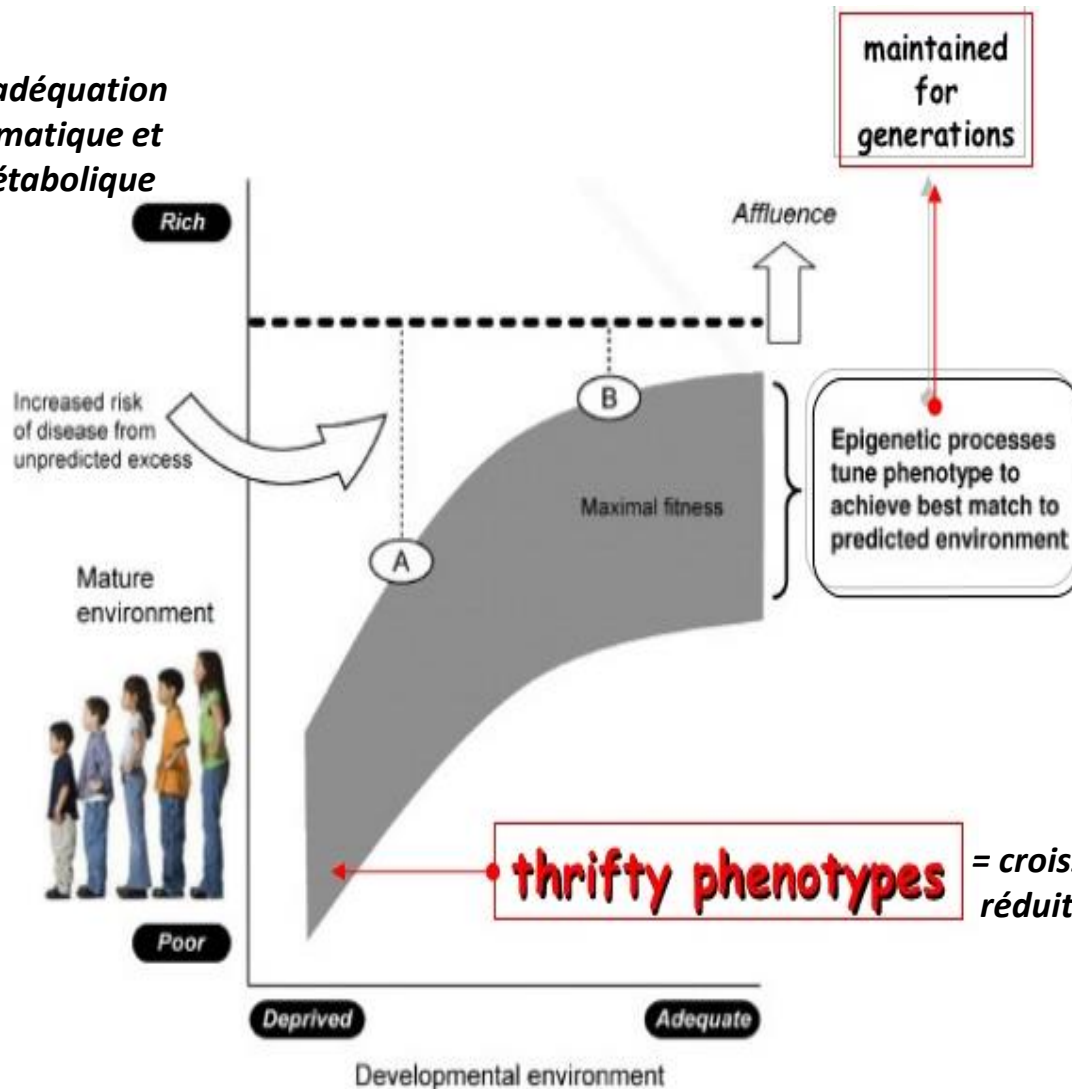 maintained
for
generations
adéquation
matique et
étabolique
Rich
Affluence
Increased risk
of disease from
unpredicted excess
B
Maximal fitness
Epigenetic processes
tune phenotype to
achieve best match to
predicted environment
A
Mature
environment
thrifty phenotypes
= crois
réduit
Poor
Deprived
Adequate
Developmental environment